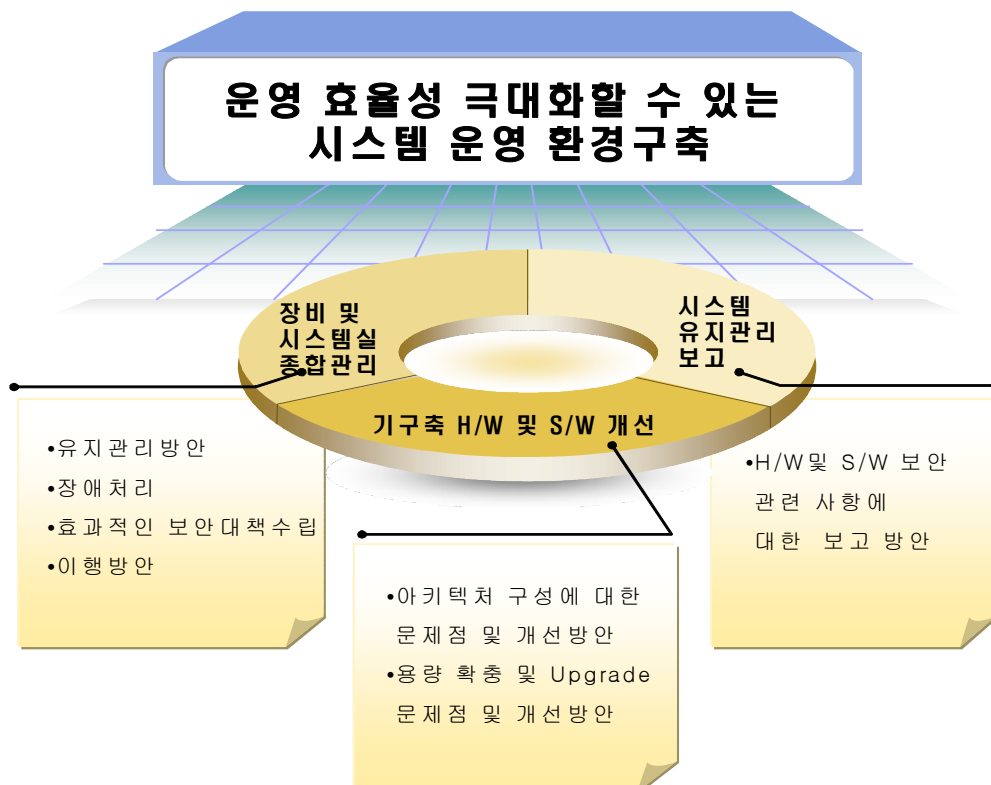 운영 효율성 극대화할 수 있는
시스템 운영 환경구축
장비 및
시스템실
종합관리
시스템
유지관리
보고
기구축 H/W 및 S/W 개선
•유지관리방안
•장애처리
•효과적인 보안대책수립
•이행방안
•아키텍처 구성에 대한
문제점 및 개선방안
•용량 확충 및 Upgrade
문제점 및 개선방안
•H/W및 S/W 보안
관련 사항에
대한 보고 방안